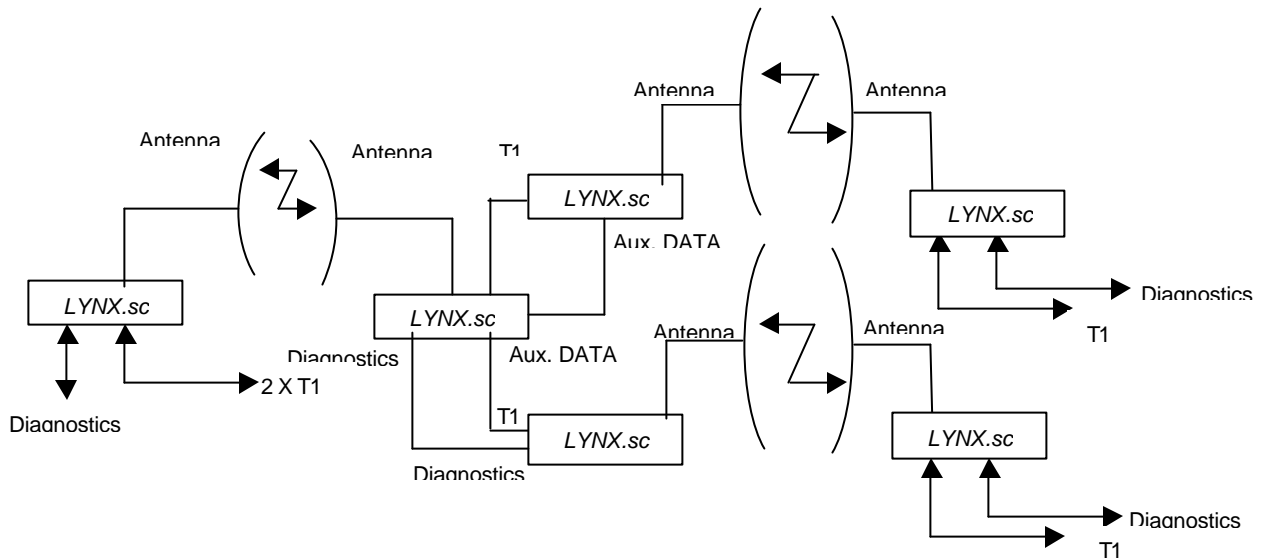 Antenna
Antenna
Antenna
Antenna
T1
LYNX.sc
LYNX.sc
Aux. DATA
LYNX.sc
LYNX.sc
Diagnostics
T1
Antenna
Antenna
Diagnostics
Aux. DATA
2 X T1
Diagnostics
T1
LYNX.sc
LYNX.sc
Diagnostics
Diagnostics
T1